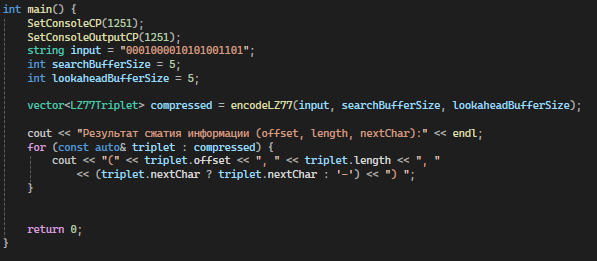 int main() {
SetConsoleCP(1251);
SetConsoleOutputCP(1251);
string input = "0001000010101001101";
int searchBufferSize = 5;
int lookaheadBufferSize = 5;
vector<LZ77Triplet> compressed = encodeLZ77(input, searchBufferSize, lookaheadBufferSize);
cout << "Результат сжатия информации (offset, length, nextChar):" << endl;
for (const auto& triplet : compressed) {
cout << "(" << triplet.offset << ", " << triplet.length << ", "
<< (triplet.nextChar ? triplet.nextChar : '-') << ") ";
}
return 0;
}